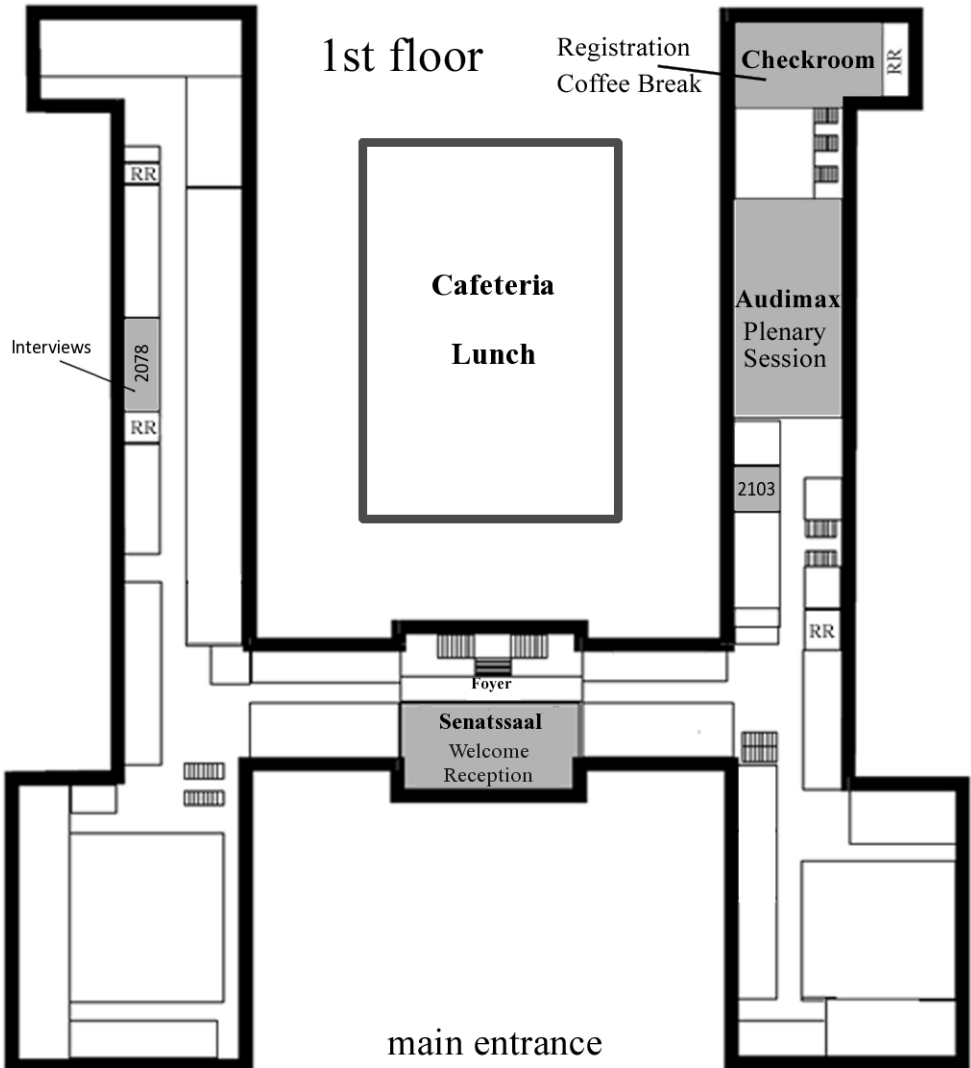 1st floor
Registration
Coffee Break
Checkroom
RR
RR
Cafeteria
Lunch
Audimax
Plenary
Session
Interviews
2078
RR
2103
RR
Foyer
Senatssaal
Welcome
Reception
main entrance